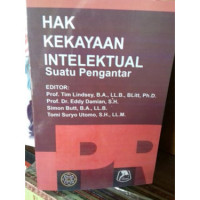 HAK
KEKAYAAN
INTELEKTUAL
Suatu Pengantar
EDITOR:
Prof. Tim Lindsey, B.A., LL.B., BLitt, Ph.D.
Prof. Dr. Eddy Damian, S.H.
Simon Butt, B.A., LL.B.
Tomi Suryo Utomo, S.H., LL.M.